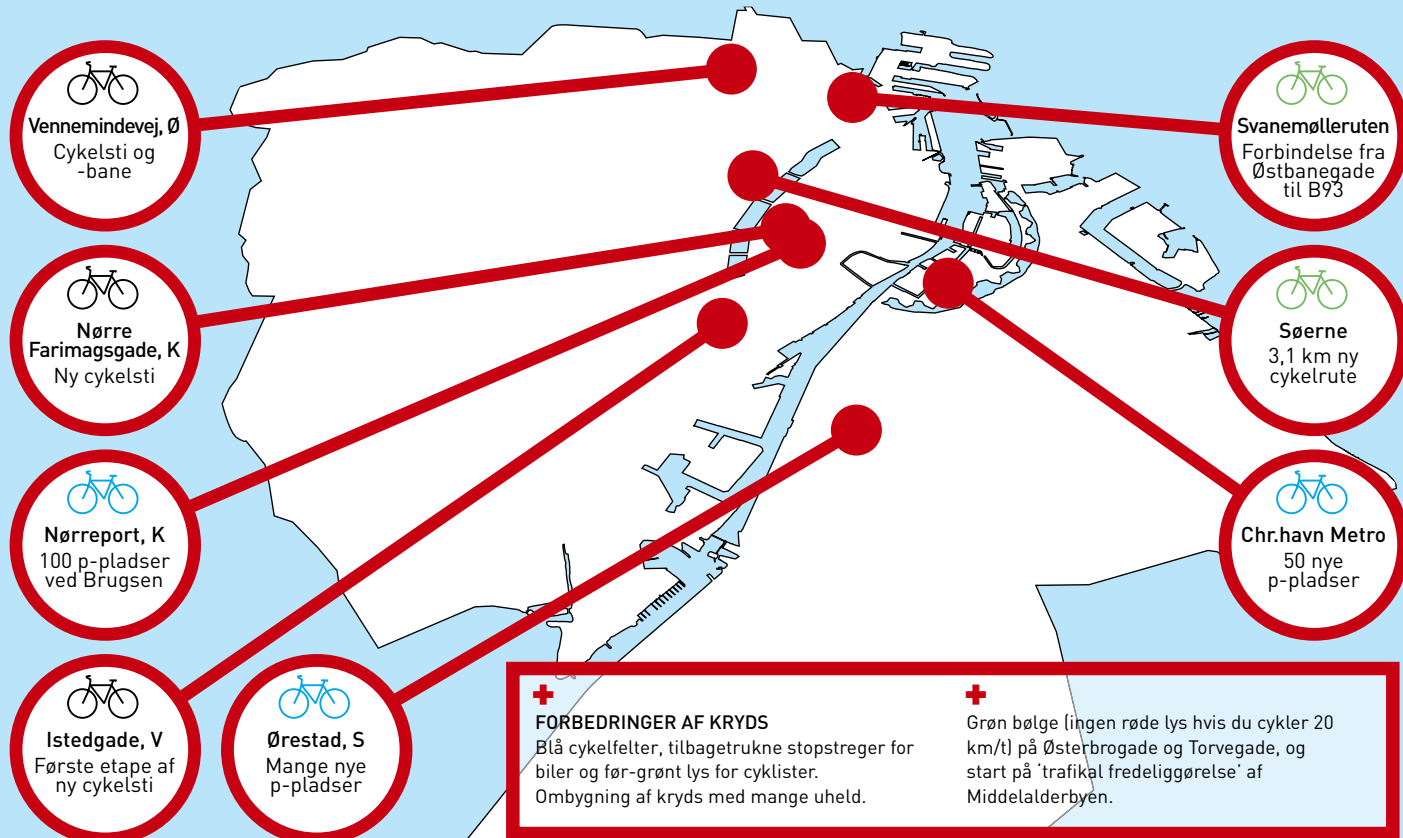 Vennemindevej, Ø
Cykelsti og
-bane
Nørre
Farimagsgade, K
Ny cykelsti
Nørreport, K
100 p-pladser
ved Brugsen
Istedgade, V
Første etape af
ny cykelsti
Ørestad, S
Mange nye
p-pladser
Svanemølleruten
Forbindelse fra
Østbanegade
til B93
Søerne
3,1 km ny
cykelrute
Chr.havn Metro
50 nye
p-pladser
+
FORBEDRINGER AF KRYDS
Blå cykelfelter, tilbagetrukne stopstreger for
biler og før-grønt lys for cyklister.
Ombygning af kryds med mange uheld.
+
Grøn bølge (ingen røde lys hvis du cykler 20
km/t) på Østerbrogade og Torvegade, og
start på ‘trafikal fredeliggørelse’ af
Middelalderbyen.